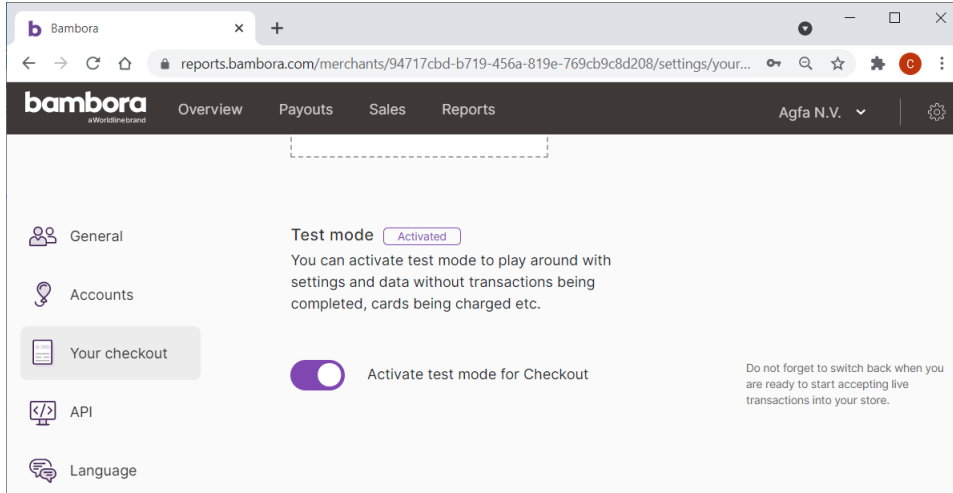 Bambora
reports.bambora.com/merchants/94717cbd-b719-456a-819e-769cb9c8d208/settings/your...
C
bambora
a Worldline brand
Overview Payouts Sales Reports Agfa N.V.
General
Accounts
Your checkout
API
Language
Test mode Activated
You can activate test mode to play around with
settings and data without transactions being
completed, cards being charged etc.
Activate test mode for Checkout
Do not forget to switch back when you
are ready to start accepting live
transactions into your store.